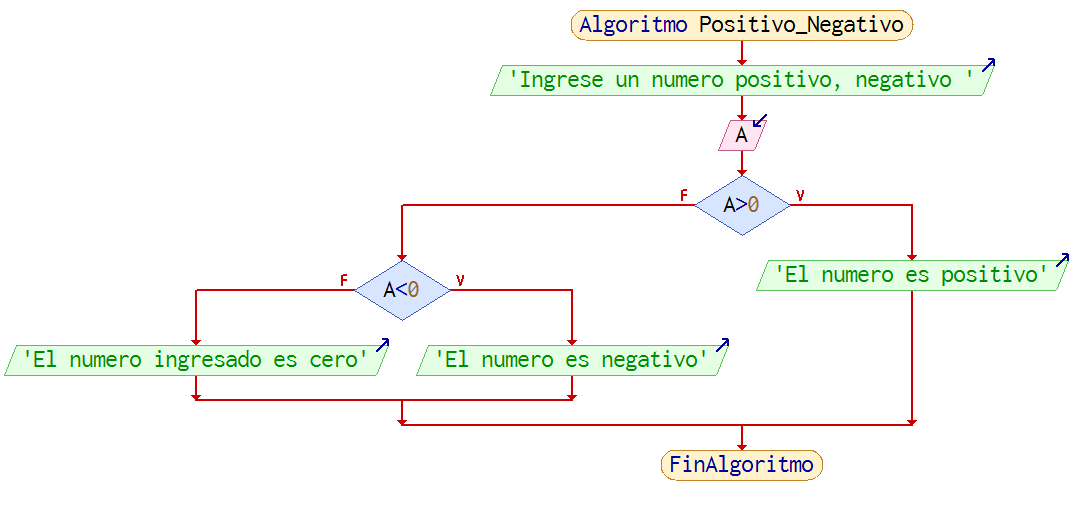 Algoritmo Positivo_Negativo
'Ingrese un numero positivo, negativo '
A
F
A>0
V
'El numero es positivo'
F
A<0
V
'El numero ingresado es cero'
'El numero es negativo'
FinAlgoritmo